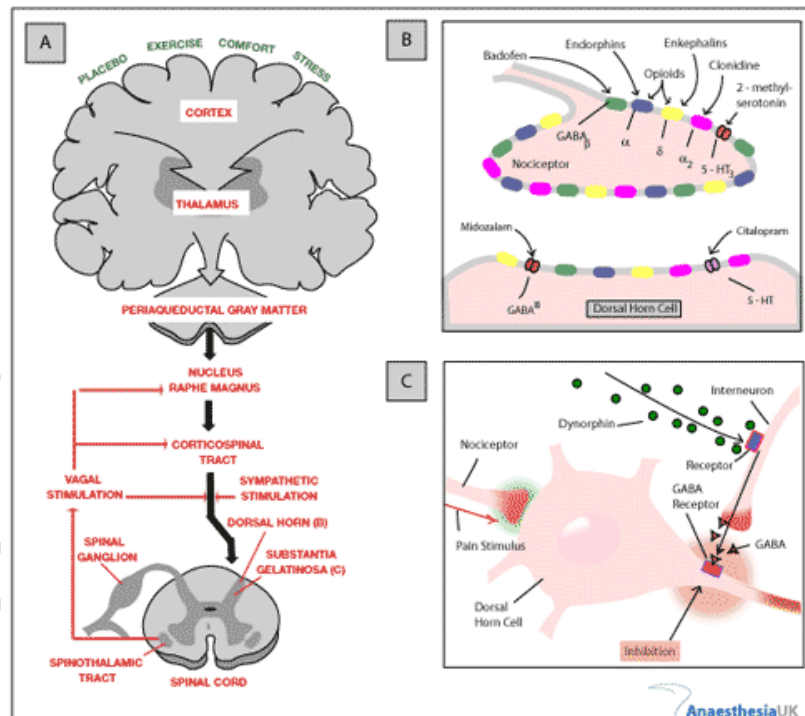 A
PLACEBO
EXERCISE
COMFORT
STRESS
CORTEX
THALAMUS
PERIAQUEDUCTAL GRAY MATTER
NUCLEUS
RAPHE MAGNUS
CORTICOSPINAL
TRACT
VAGAL
STIMULATION
SYMPATHETIC
STIMULATION
DORSAL HORN (B)
SPINAL
GANGLION
SUBSTANTIA
GELATINOSA (C)
SPINOTHALAMIC
TRACT
SPINAL CORD
B
Badofen
Endorphins
Opioids
Enkephalins
Clonidine
2 - methyl-
serotonin
GABA β
α
δ
α2
5 - HT3
Nociceptor
Midozalam
Citalopram
GABA
5 - HT
Dorsal Horn Cell
C
Interneuron
Dynorphin
Nociceptor
Receptor
GABA
Receptor
GABA
Pain Stimulus
Dorsal
Horn Cell
Inhibition
AnaesthesiaUK